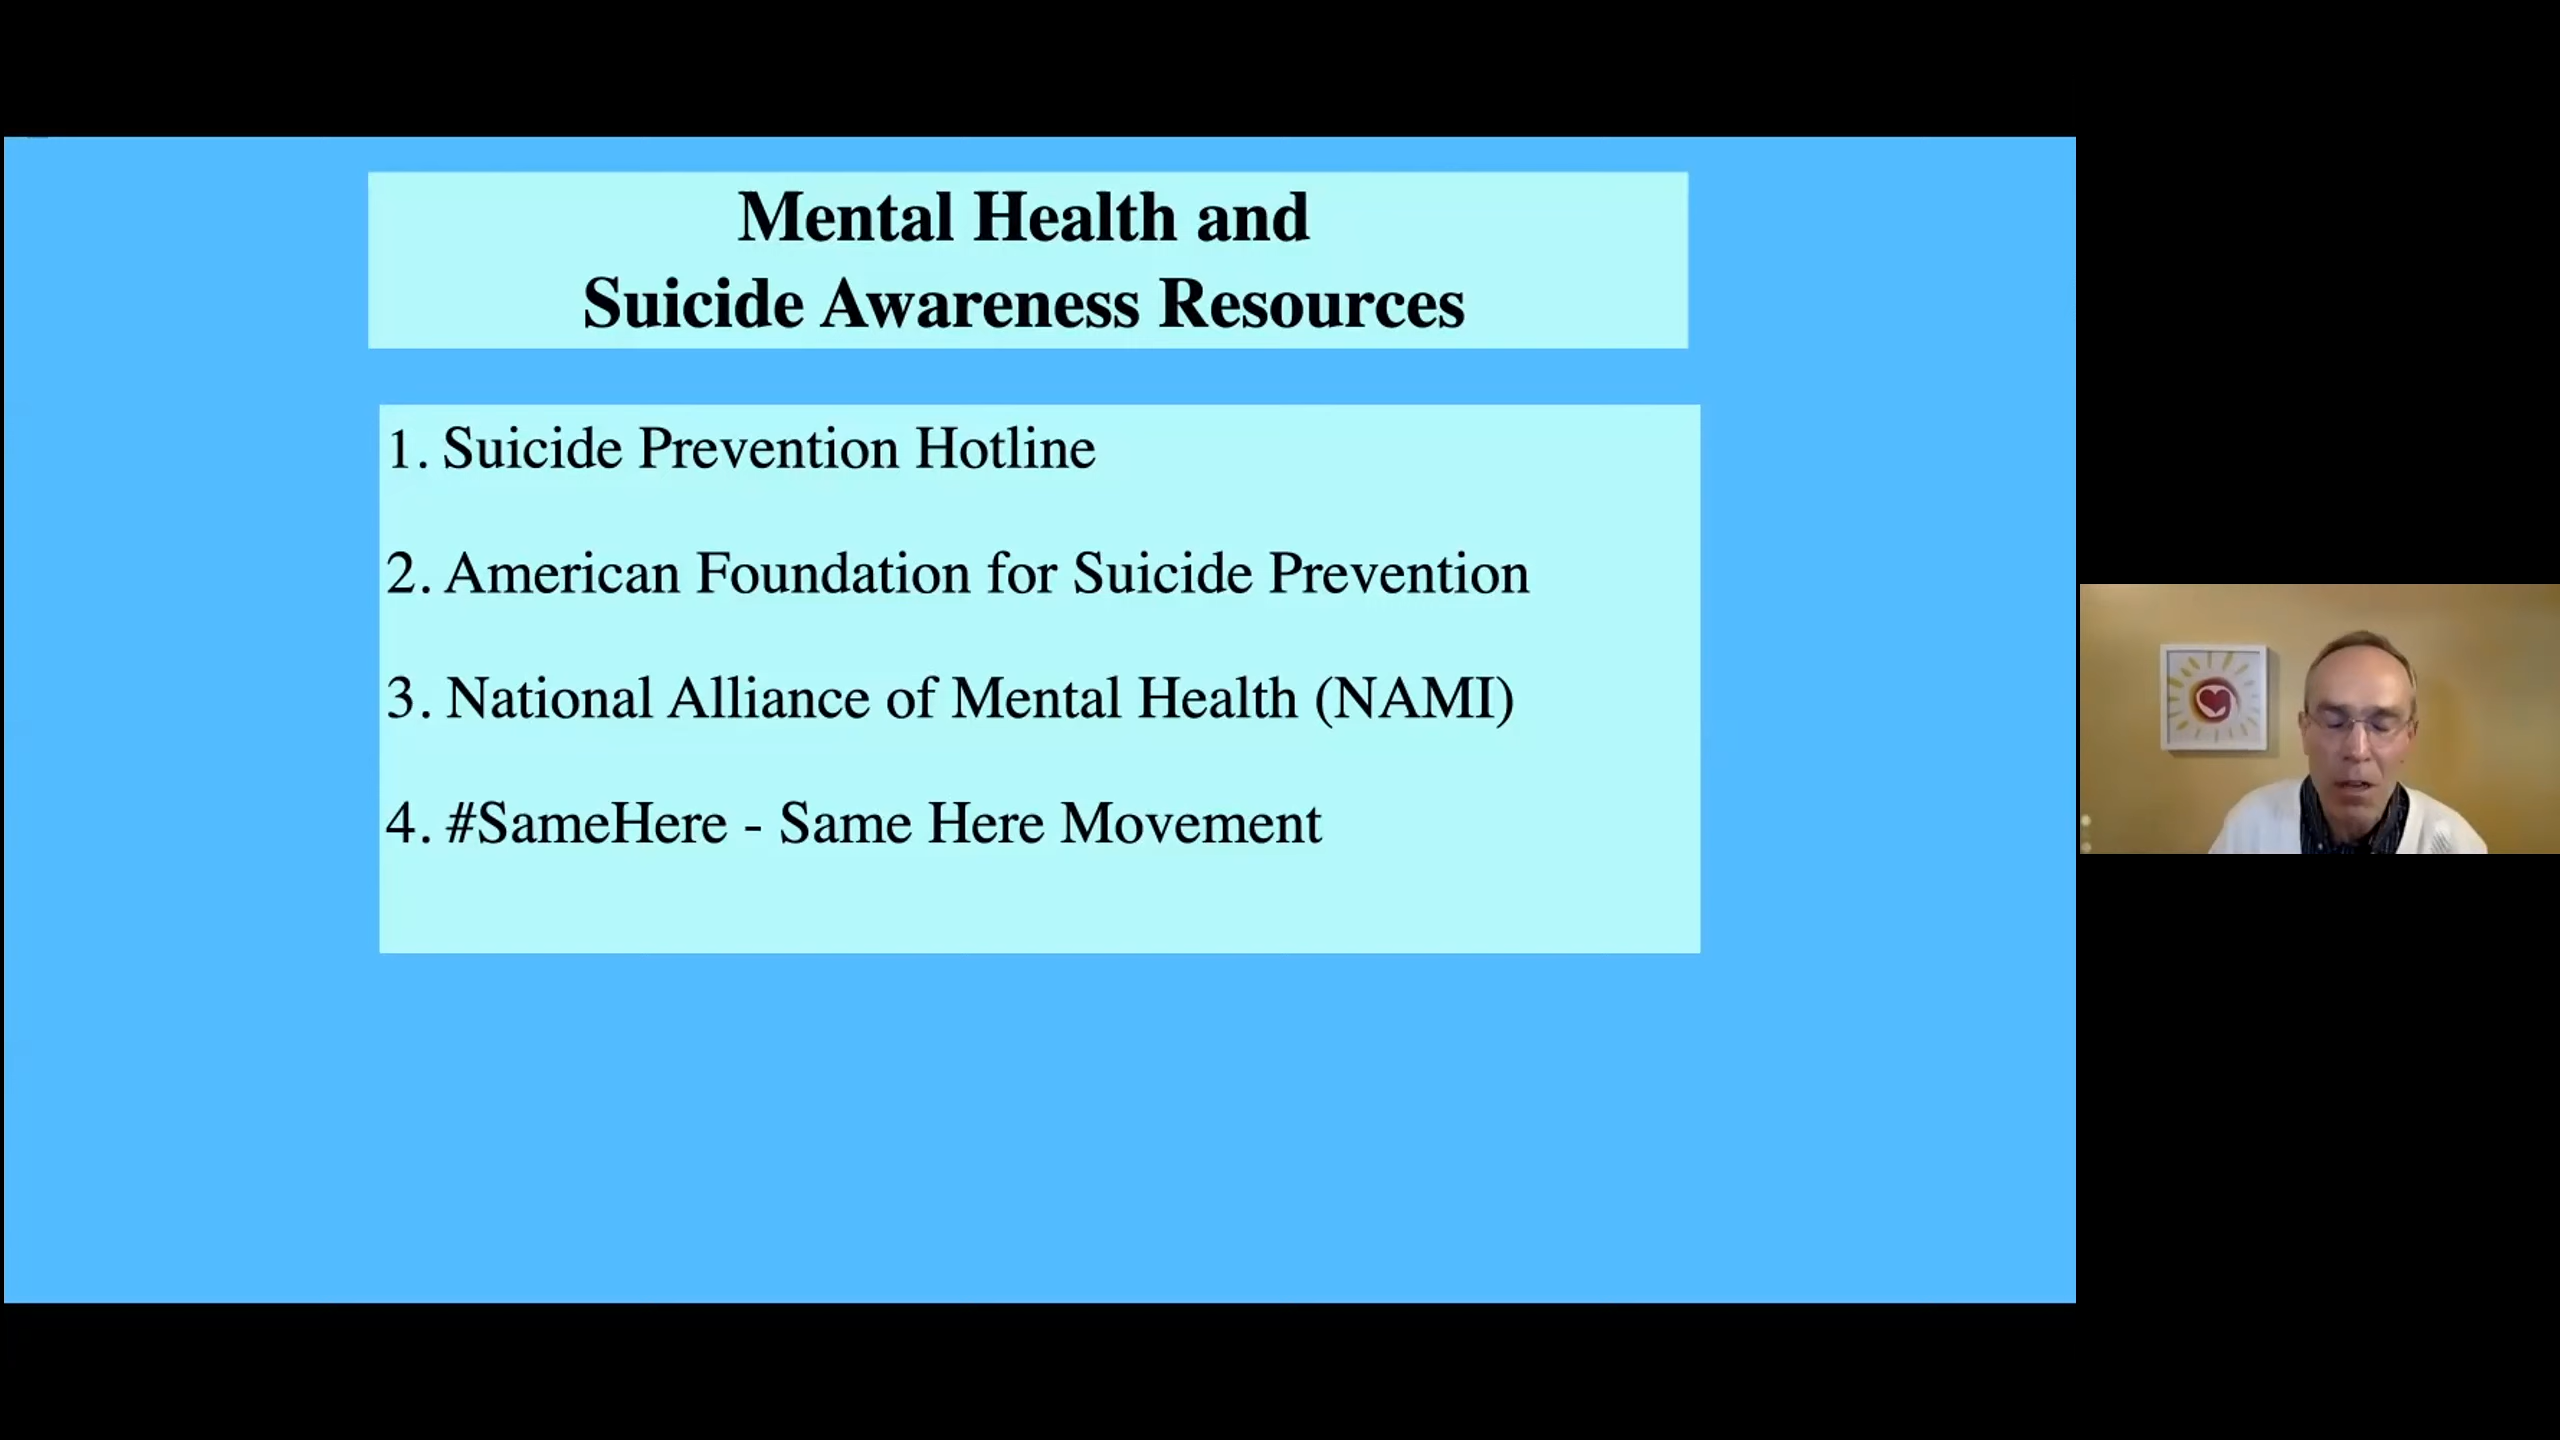 Mental Health and
Suicide Awareness Resources
1. Suicide Prevention Hotline
2. American Foundation for Suicide Prevention
3. National Alliance of Mental Health (NAMI)
4. #SameHere - Same Here Movement